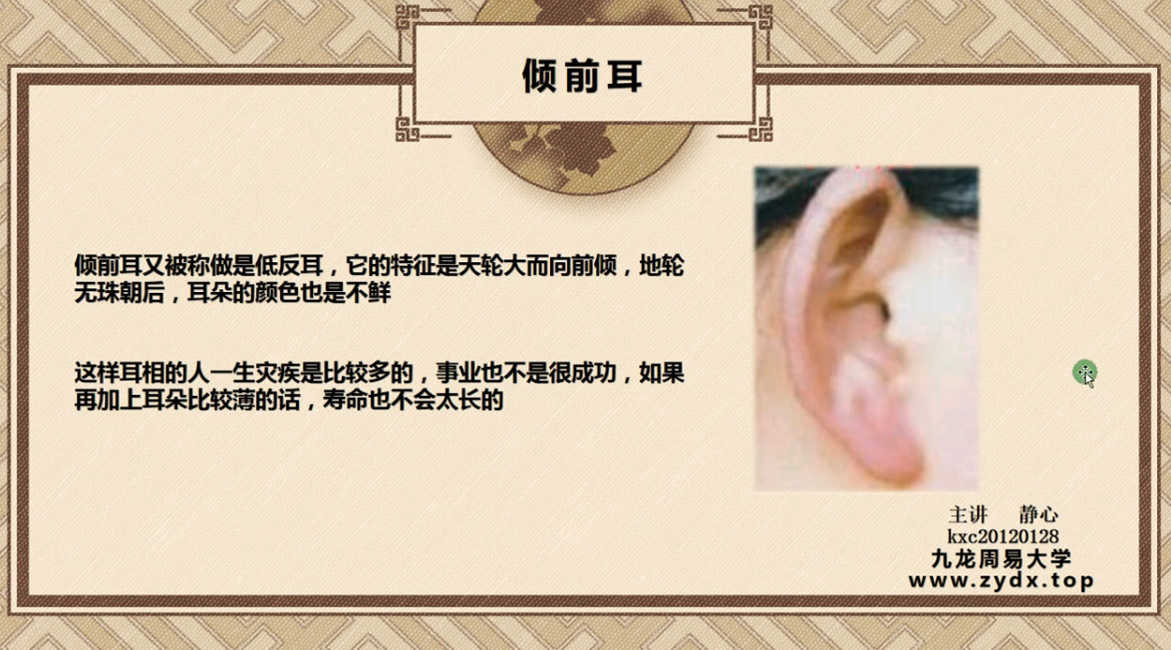 倾前耳
倾前耳又被称做是低反耳，它的特征是天轮大而向前倾，地轮
无珠朝后，耳朵的颜色也是不鲜
这样耳相的人一生灾疾是比较多的，事业也不是很成功，如果
再加上耳朵比较薄的话，寿命也不会太长的
主讲 静心
kxc20120128
九龙周易大学
www.zydx.top